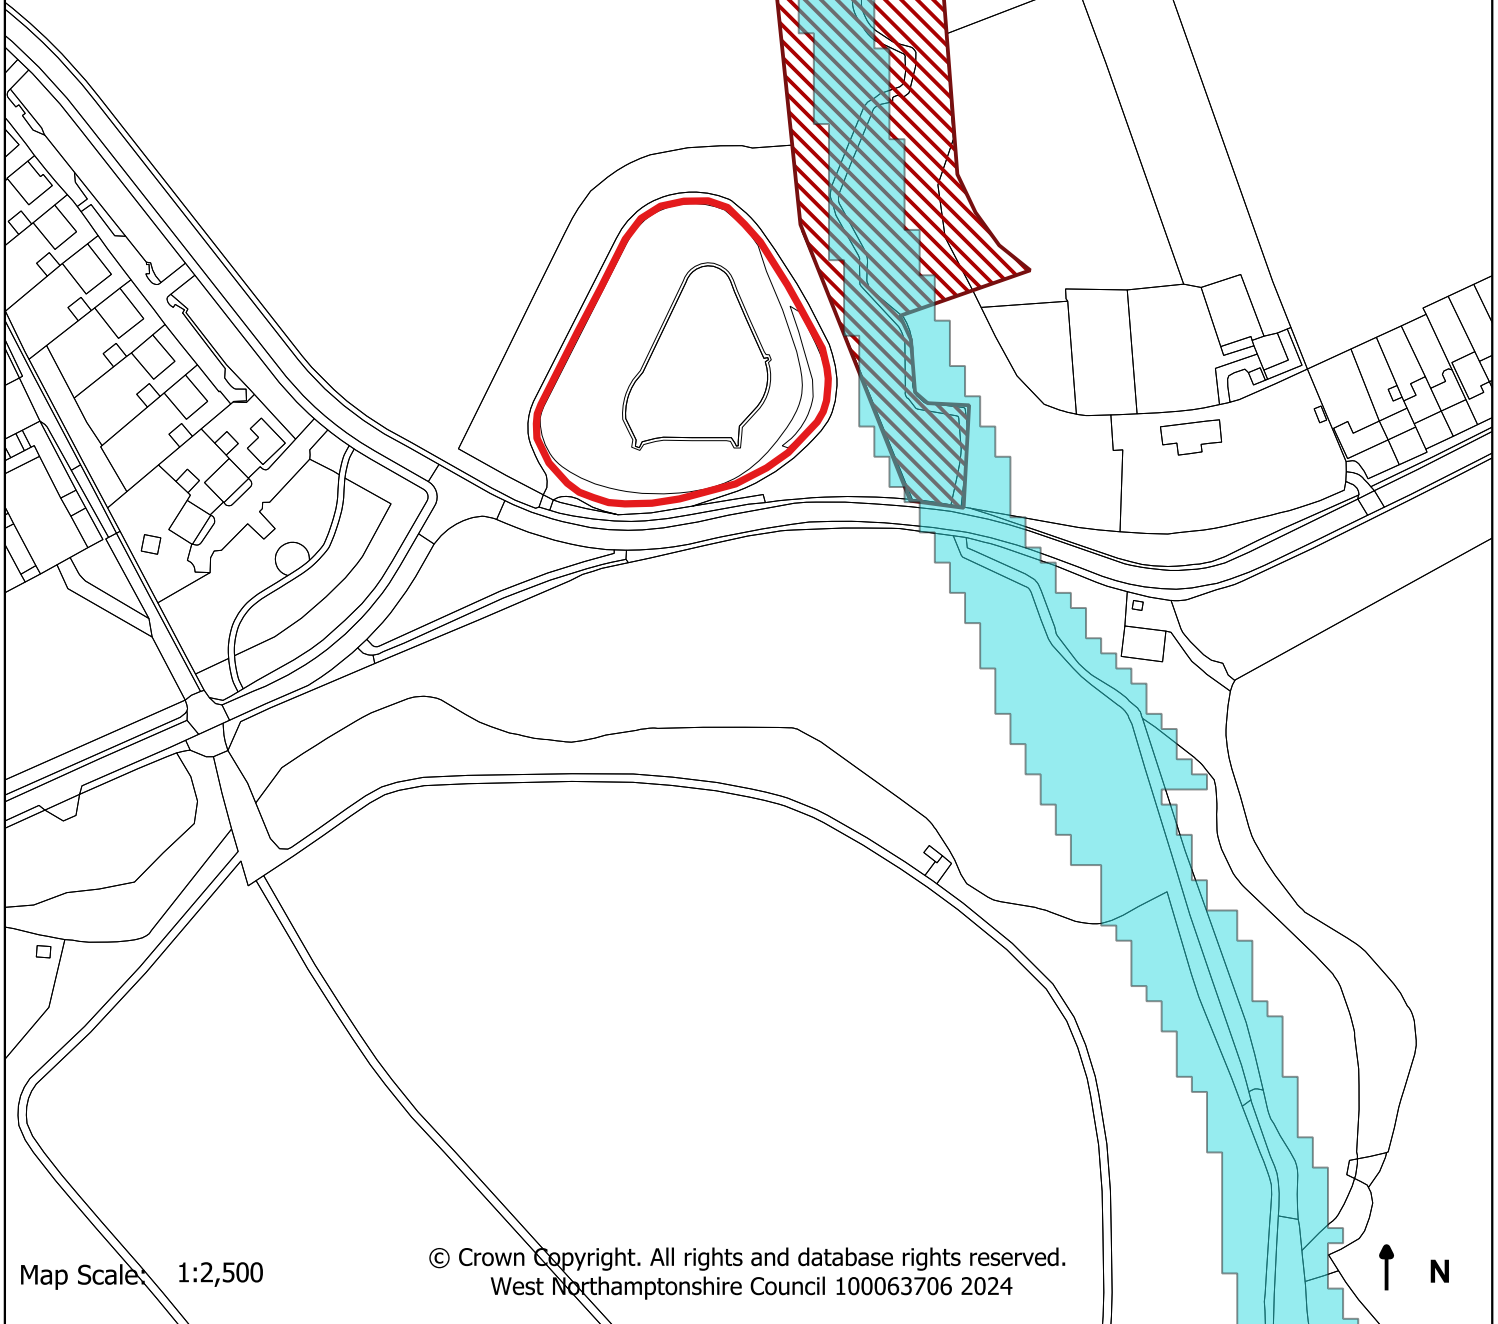 © Crown Copyright. All rights and database rights reserved.
Map Scale: 1:2,500
West Northamptonshire Council 100063706 2024
N